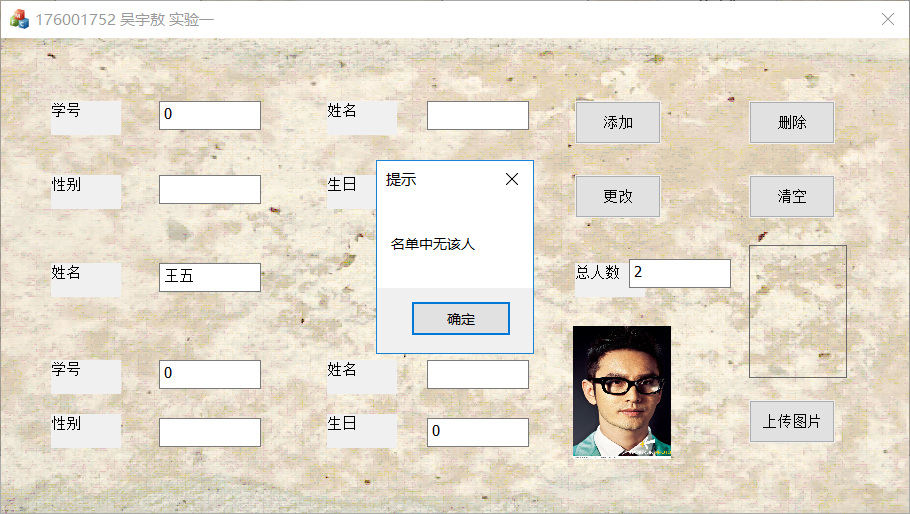 176001752 吴宇敖 实验一
学号 0 姓名 添加 删除
性别 生日 更改 清空
提示
名单中无该人
确定
姓名 王五 总人数 2
学号 0 姓名
性别 生日 0 上传图片